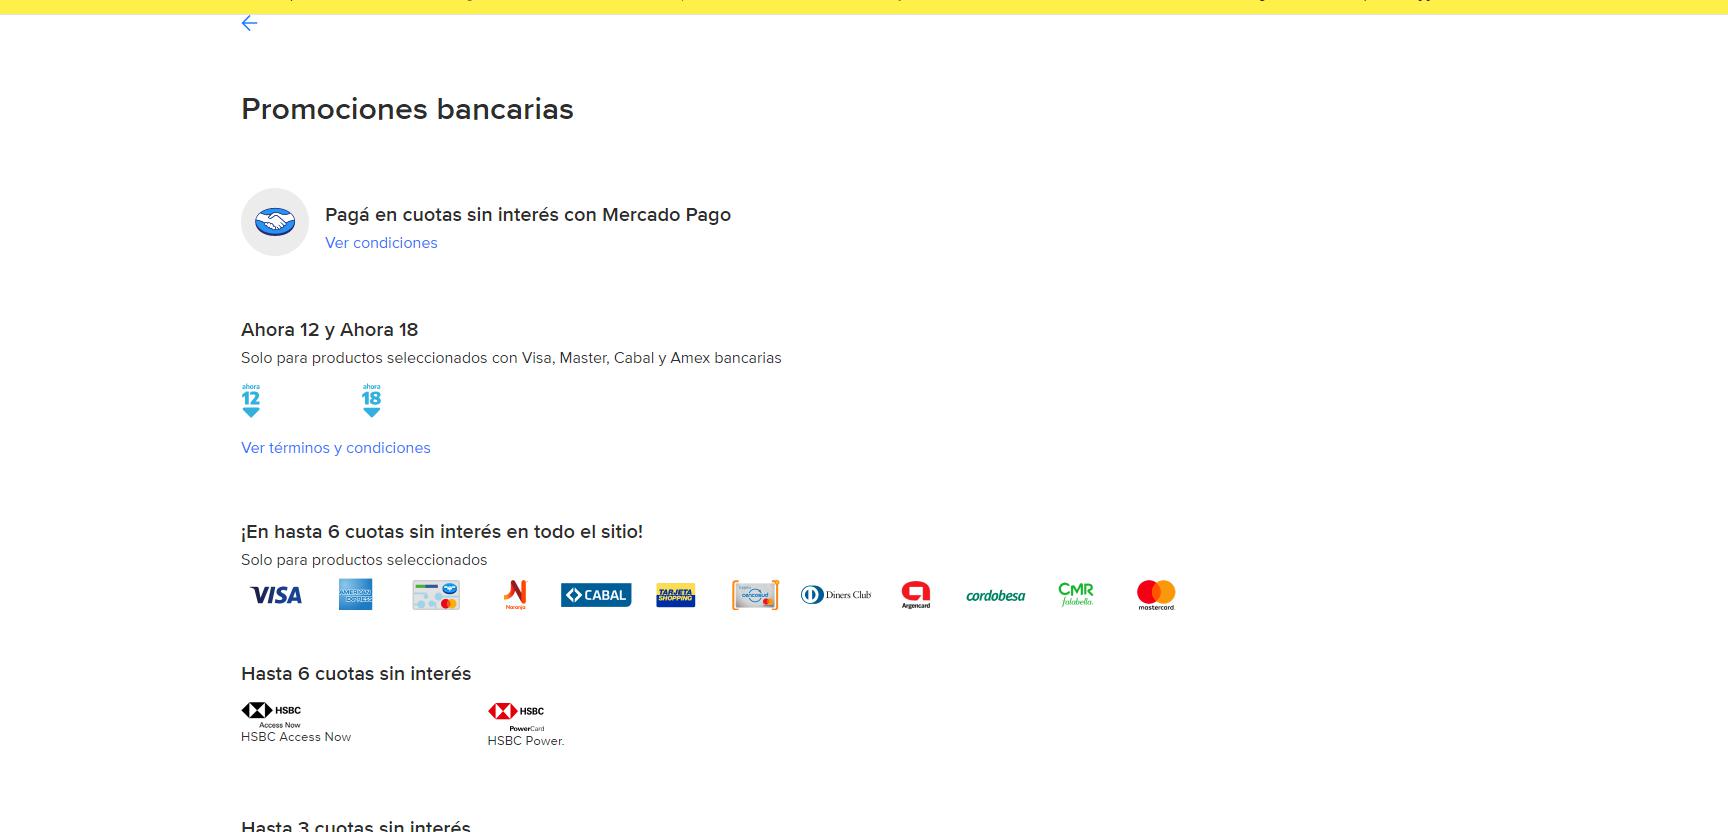 Promociones bancarias
Pagá en cuotas sin interés con Mercado Pago
Ver condiciones
Ahora 12 y Ahora 18
Solo para productos seleccionados con Visa, Master, Cabal y Amex bancarias
ahora 12
ahora 18
Ver términos y condiciones
¡En hasta 6 cuotas sin interés en todo el sitio!
Solo para productos seleccionados
VISA AMERICAN EXPRESS Naranja CABAL TARJETA SHOPPING cencosud Diners Club Argencard cordobesa CMR falabella. mastercard.
Hasta 6 cuotas sin interés
HSBC Access Now
HSBC Access Now
HSBC PowerCard
HSBC Power.
Hasta 3 cuotas sin interés